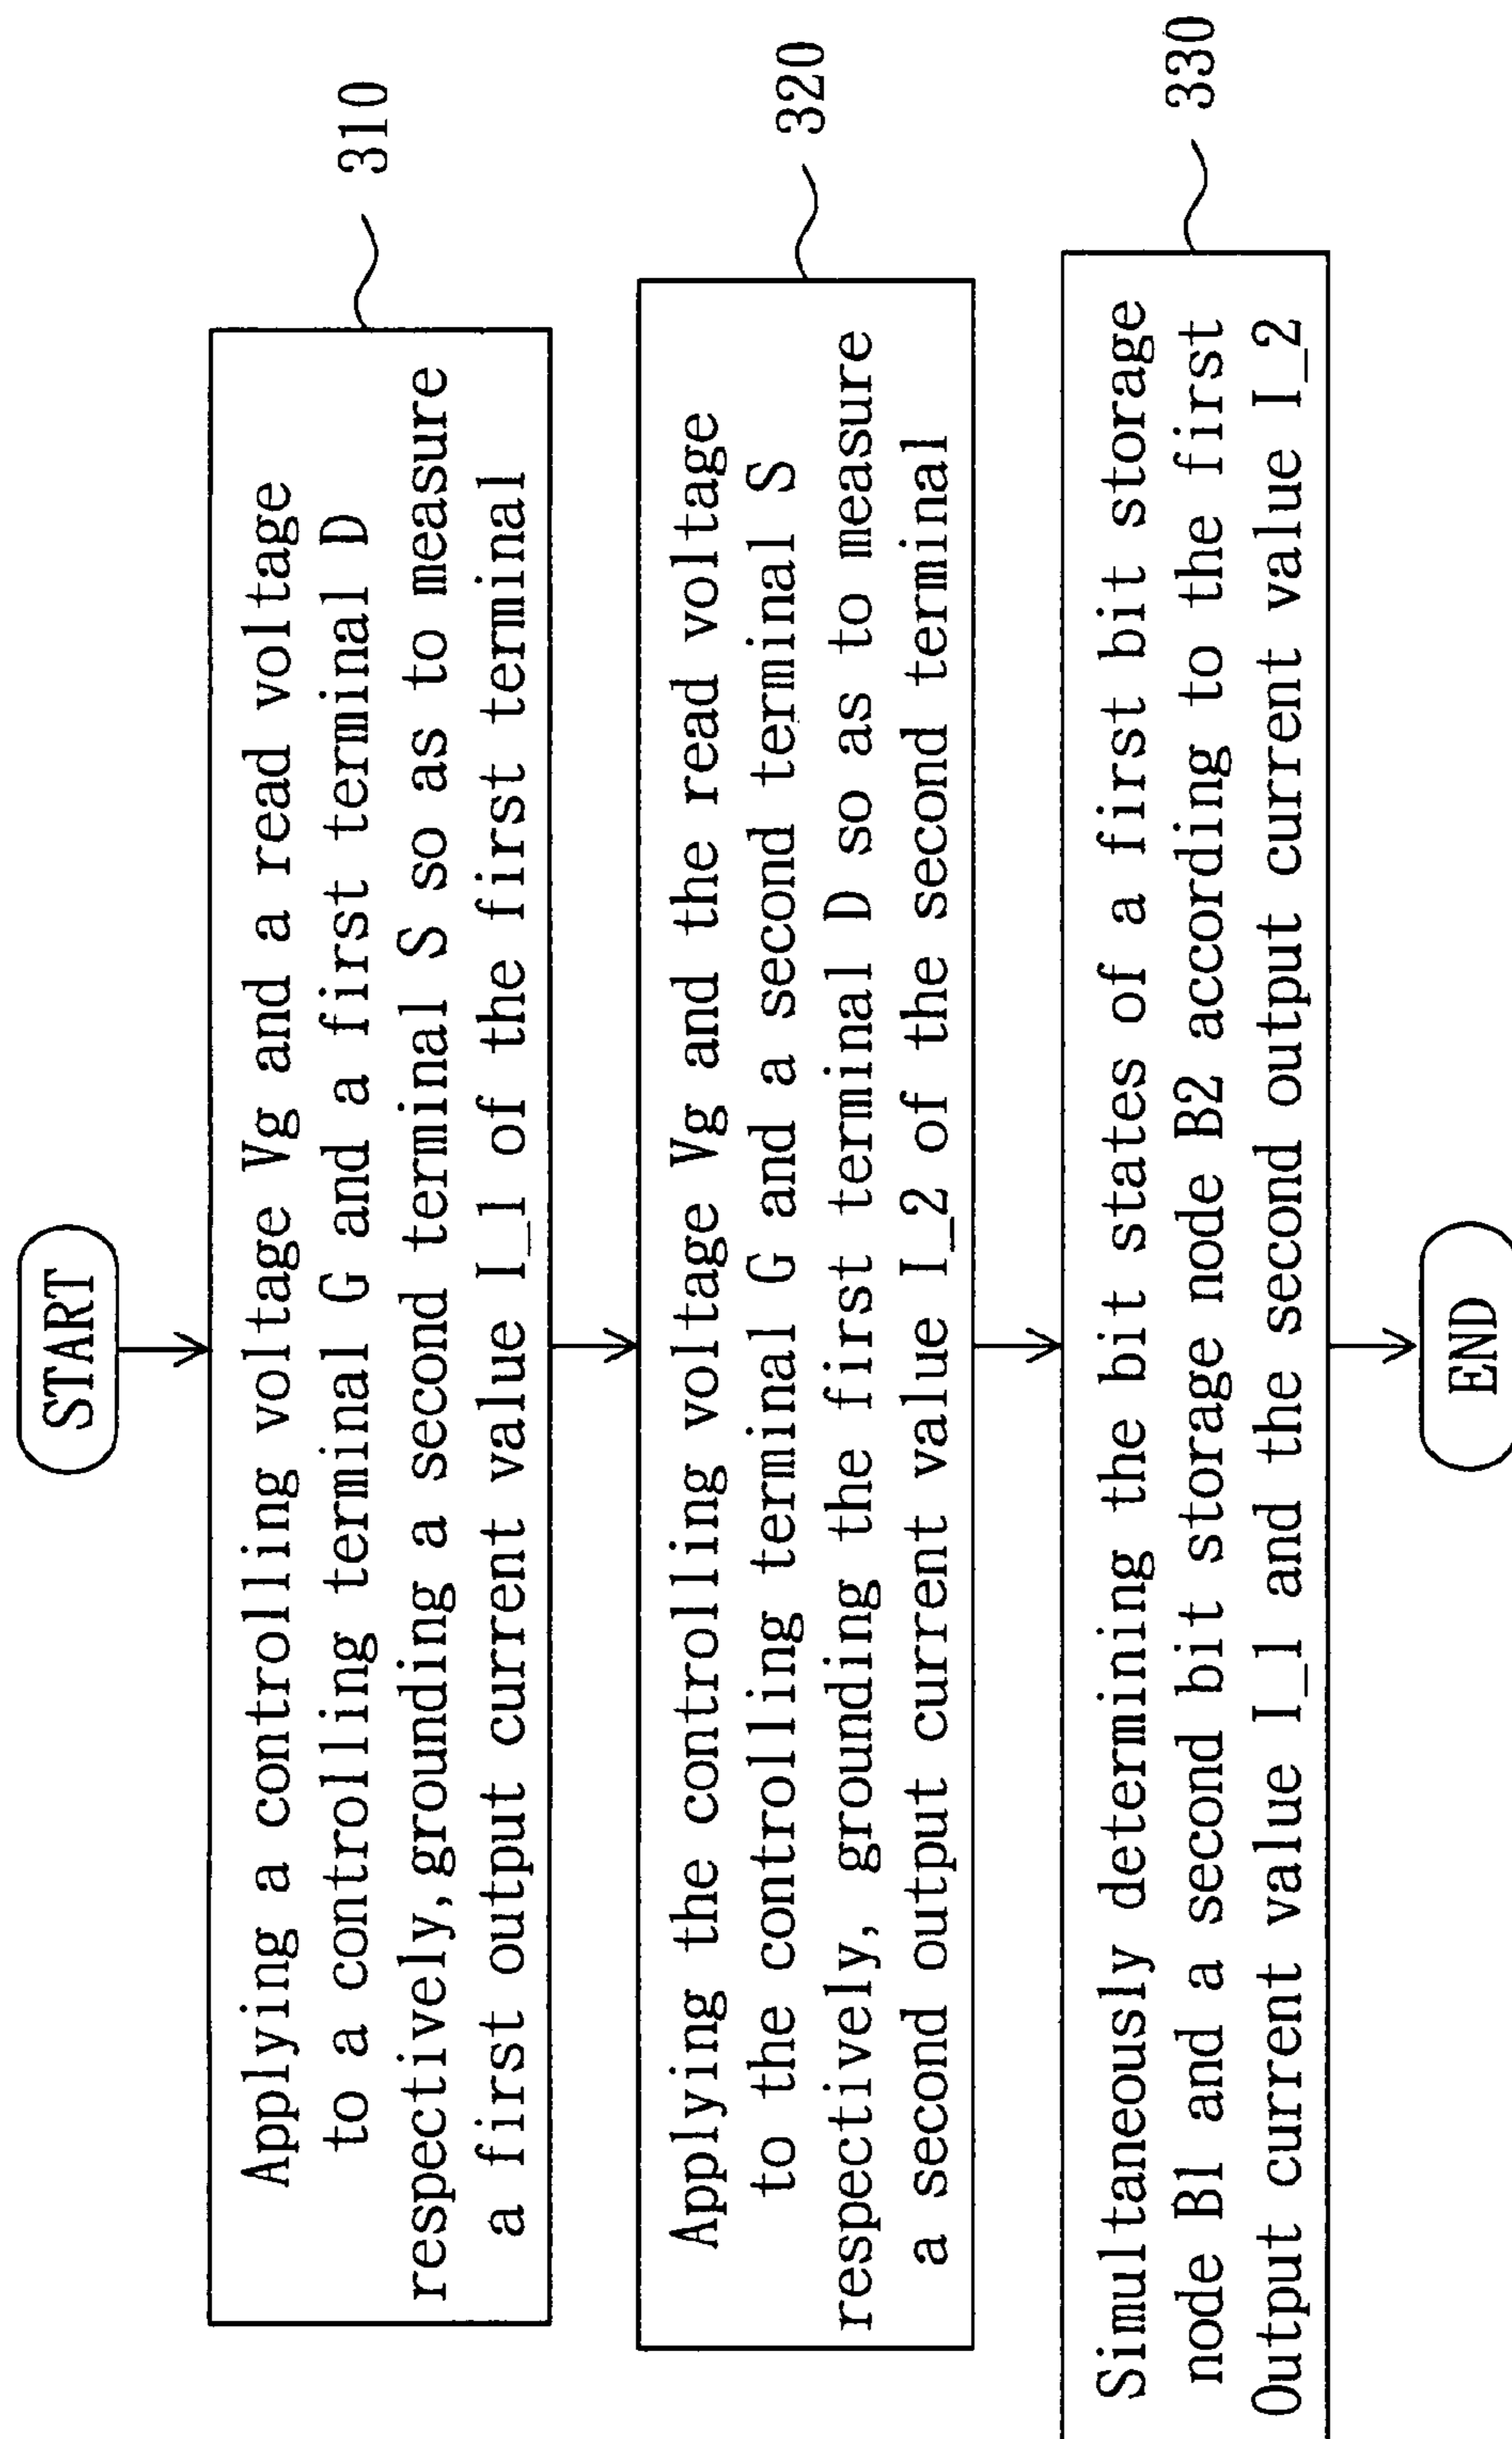 START
Applying a controlling voltage Vg and a read voltage
to a controlling terminal G and a first terminal D
respectively,grounding a second terminal S so as to measure
a first output current value I_1 of the first terminal
310
Applying the controlling voltage Vg and the read voltage
to the controlling terminal G and a second terminal S
respectively, grounding the first terminal D so as to measure
a second output current value I_2 of the second terminal
320
Simultaneously determining the bit states of a first bit storage
node B1 and a second bit storage node B2 according to the first
Output current value I_1 and the second output current value I_2
330
END